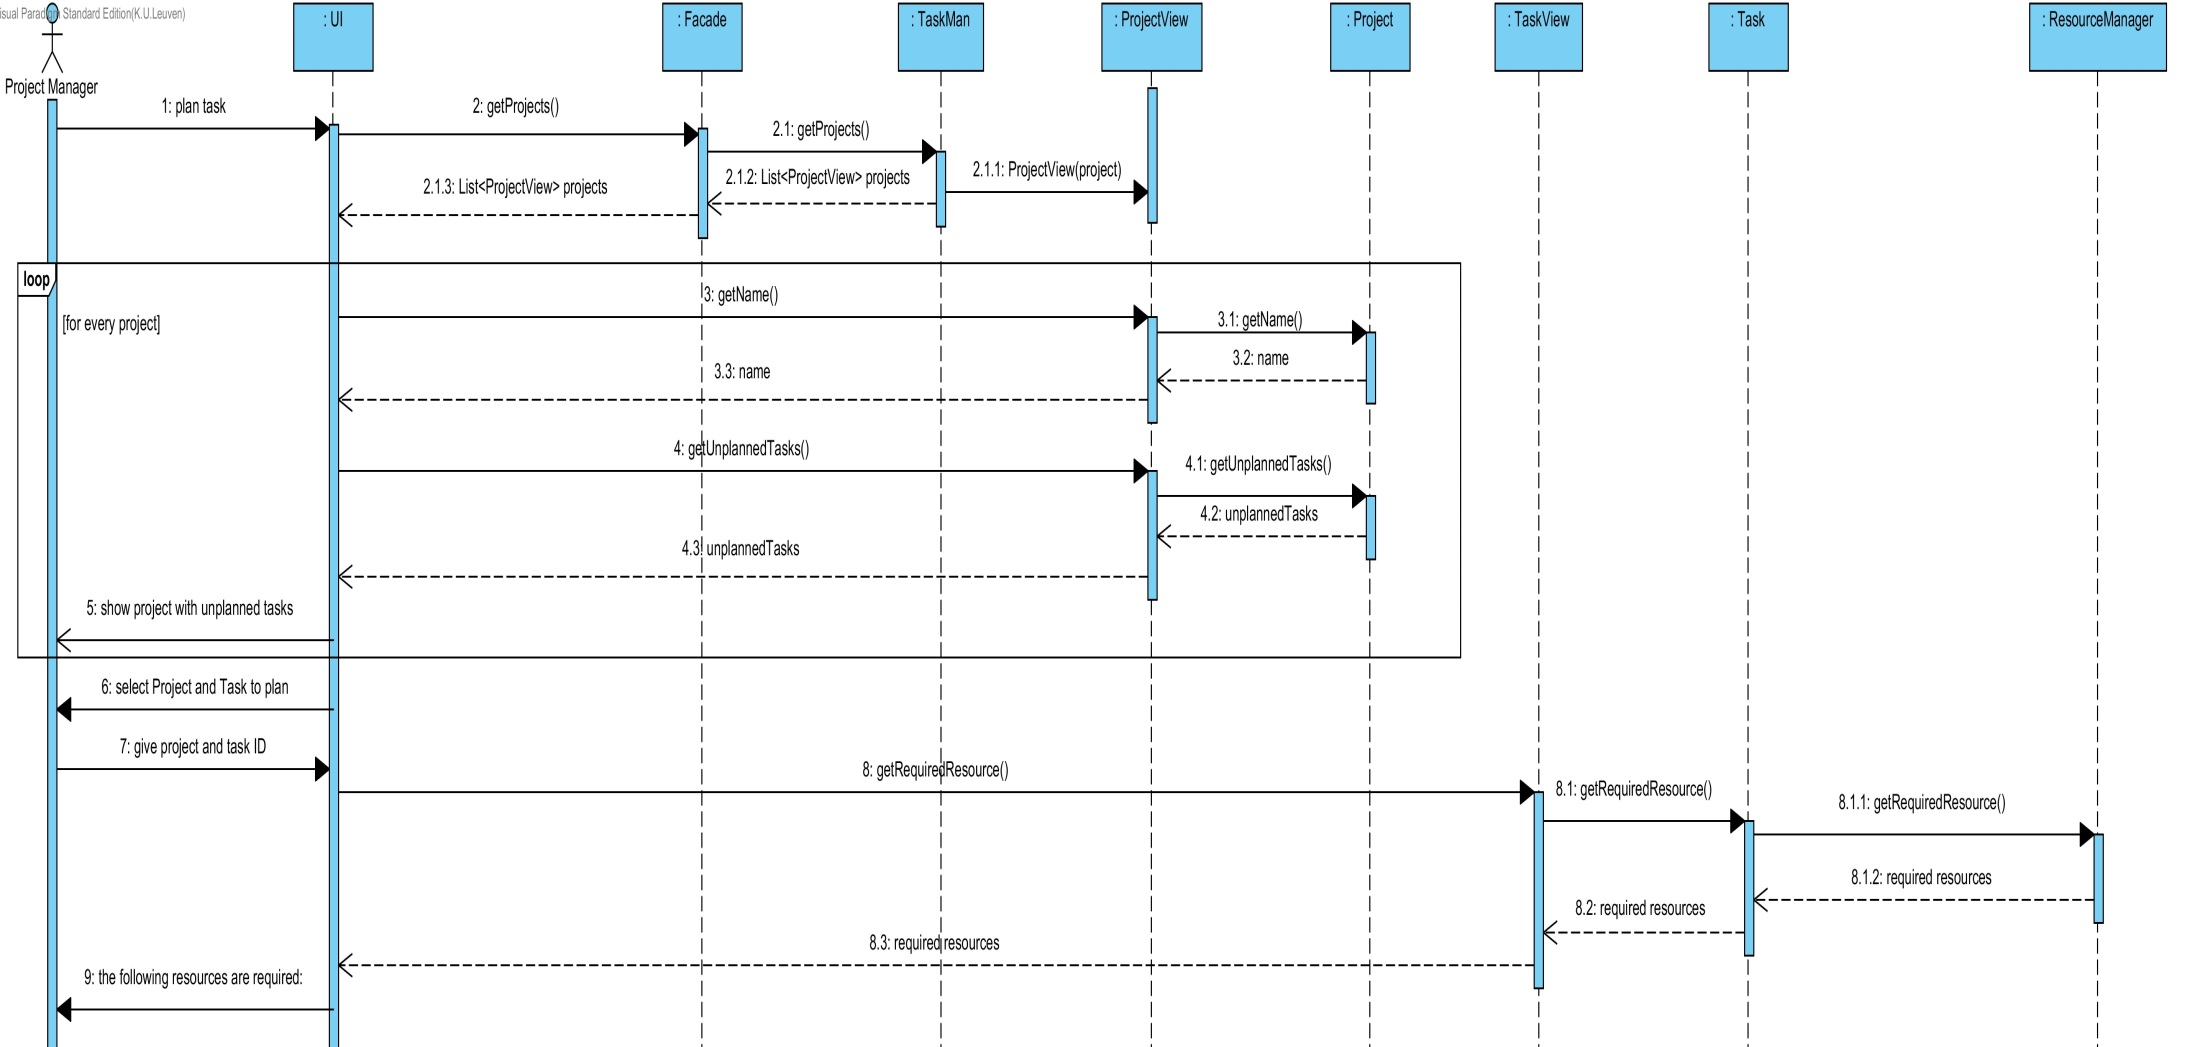 isual Paradigm Standard Edition(K.U.Leuven)
: UI
: Facade
: TaskMan
: ProjectView
: Project
: TaskView
: Task
: ResourceManager
Project Manager
1: plan task
2: getProjects()
2.1: getProjects()
2.1.1: ProjectView(project)
2.1.2: List<ProjectView> projects
2.1.3: List<ProjectView> projects
loop
[for every project]
3: getName()
3.1: getName()
3.2: name
3.3: name
4: getUnplannedTasks()
4.1: getUnplannedTasks()
4.2: unplannedTasks
4.3: unplannedTasks
5: show project with unplanned tasks
6: select Project and Task to plan
7: give project and task ID
8: getRequiredResource()
8.1: getRequiredResource()
8.1.1: getRequiredResource()
8.1.2: required resources
8.2: required resources
8.3: required resources
9: the following resources are required: